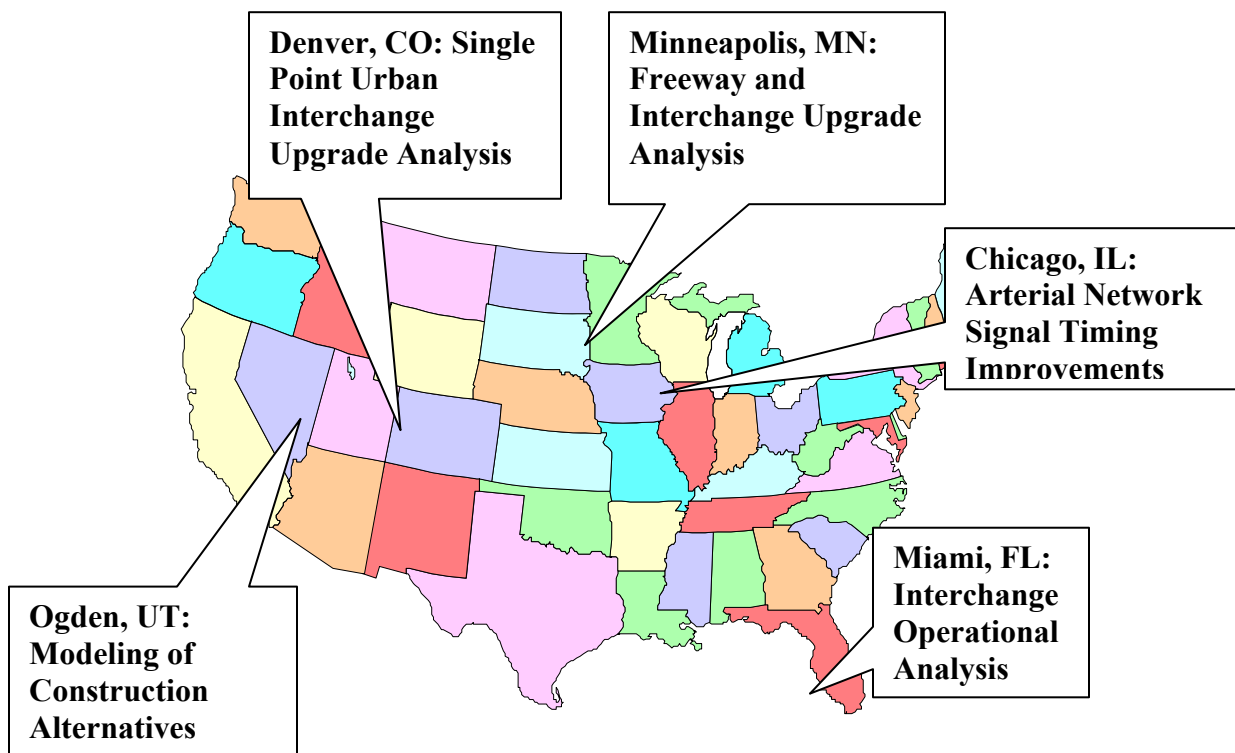 Denver, CO: Single
Point Urban
Interchange
Upgrade Analysis
Minneapolis, MN:
Freeway and
Interchange Upgrade
Analysis
Chicago, IL:
Arterial Network
Signal Timing
Improvements
Miami, FL:
Interchange
Operational
Analysis
Ogden, UT:
Modeling of
Construction
Alternatives